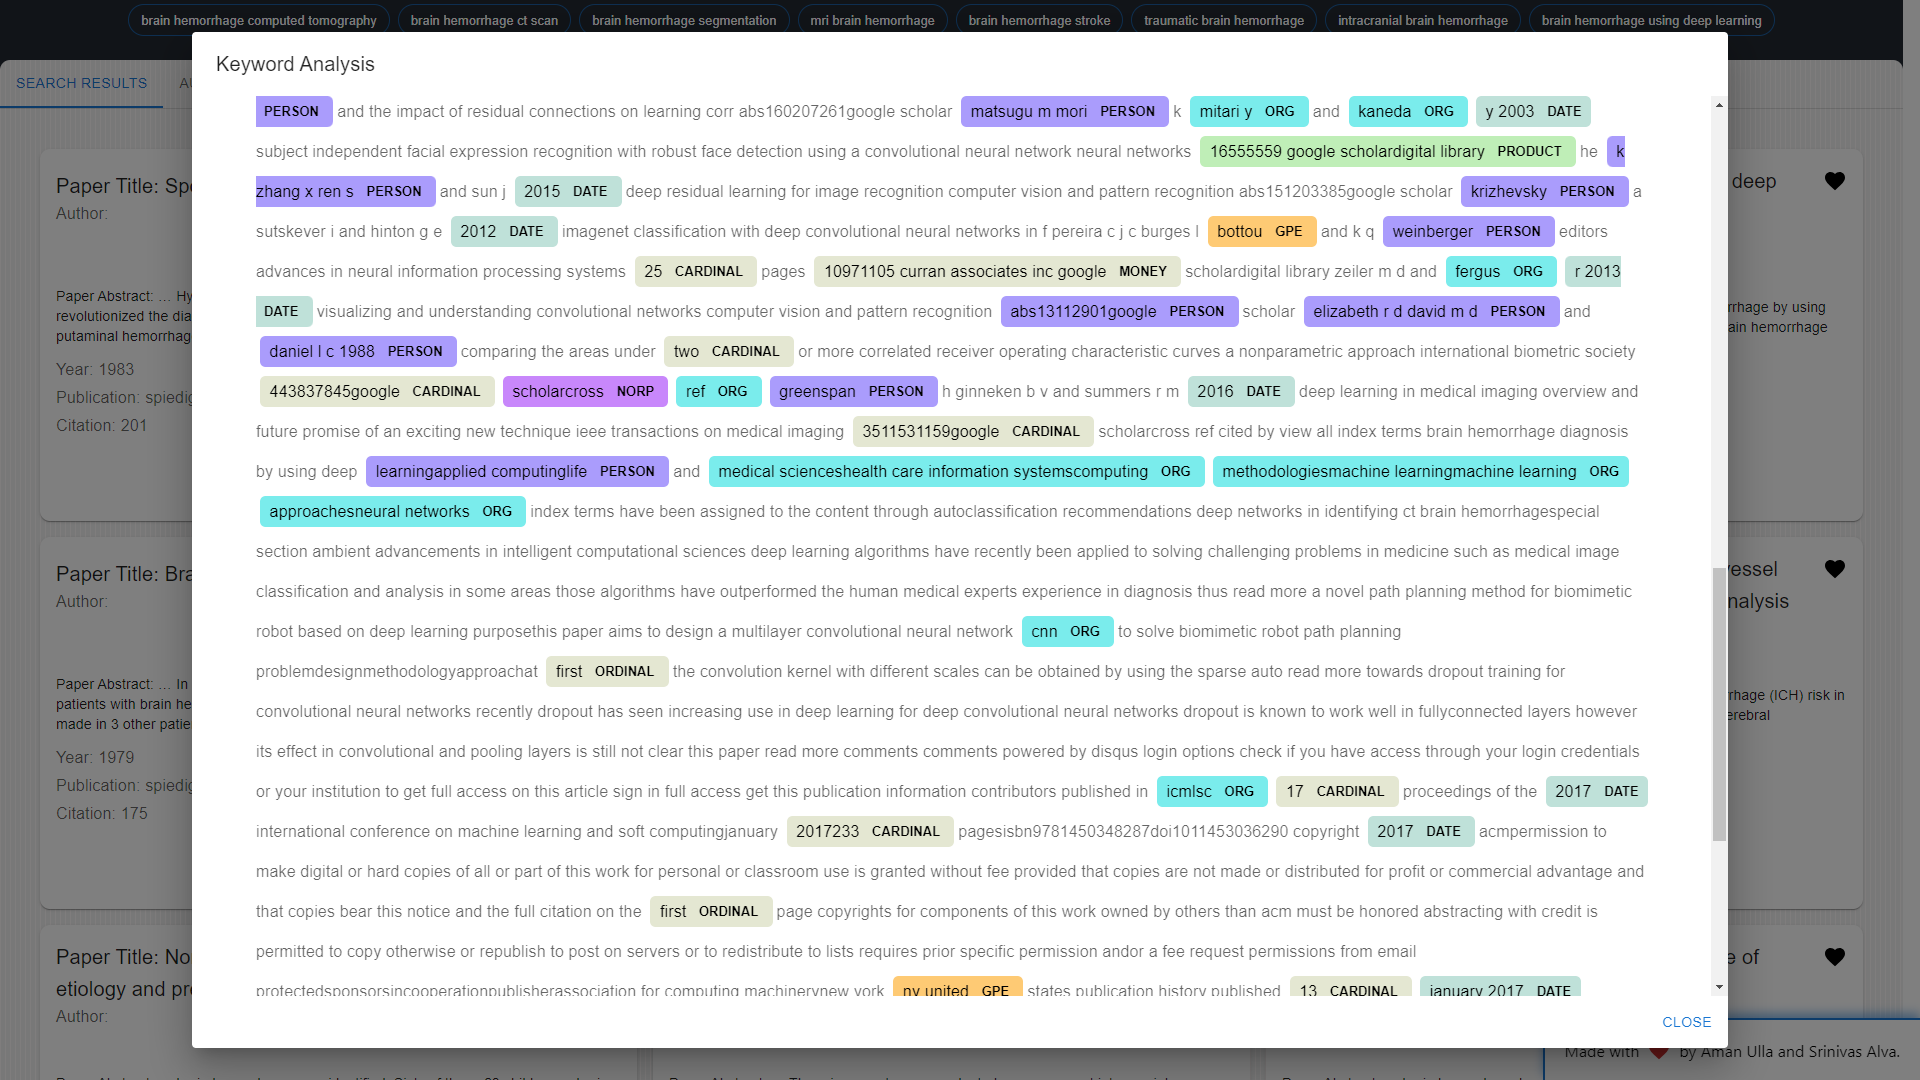 brain hemorrhage computed tomography brain hemorrhage ct scan brain hemorrhage segmentation mri brain hemorrhage brain hemorrhage stroke traumatic brain hemorrhage intracranial brain hemorrhage brain hemorrhage using deep learning
Keyword Analysis
SEARCH RESULTS
PERSON and the impact of residual connections on learning corr abs160207261google scholar matsugu m mori PERSON k mitari y ORG and kaneda ORG y 2003 DATE
subject independent facial expression recognition with robust face detection using a convolutional neural network neural networks 16555559 google scholardigital library PRODUCT he k
zhang x ren s PERSON and sun j 2015 DATE deep residual learning for image recognition computer vision and pattern recognition abs151203385google scholar krizhevsky PERSON a
sutskever i and hinton g e 2012 DATE imagenet classification with deep convolutional neural networks in f pereira c j c burges l bottou GPE and k q weinberger PERSON editors
advances in neural information processing systems 25 CARDINAL pages 10971105 curran associates inc google MONEY scholardigital library zeiler m d and fergus ORG r 2013
DATE visualizing and understanding convolutional networks computer vision and pattern recognition abs13112901google PERSON scholar elizabeth r d david m d PERSON and
daniel l c 1988 PERSON comparing the areas under two CARDINAL or more correlated receiver operating characteristic curves a nonparametric approach international biometric society
443837845google CARDINAL scholarcross NORP ref ORG greenspan PERSON h ginneken b v and summers r m 2016 DATE deep learning in medical imaging overview and
future promise of an exciting new technique ieee transactions on medical imaging 3511531159google CARDINAL scholarcross ref cited by view all index terms brain hemorrhage diagnosis
by using deep learningapplied computinglife PERSON and medical scienceshealth care information systemscomputing ORG methodologiesmachine learningmachine learning ORG
approachesneural networks ORG index terms have been assigned to the content through autoclassification recommendations deep networks in identifying ct brain hemorrhagespecial
section ambient advancements in intelligent computational sciences deep learning algorithms have recently been applied to solving challenging problems in medicine such as medical image
classification and analysis in some areas those algorithms have outperformed the human medical experts experience in diagnosis thus read more a novel path planning method for biomimetic
robot based on deep learning purposethis paper aims to design a multilayer convolutional neural network cnn ORG to solve biomimetic robot path planning
problemdesignmethodologyapproachat first ORDINAL the convolution kernel with different scales can be obtained by using the sparse auto read more towards dropout training for
convolutional neural networks recently dropout has seen increasing use in deep learning for deep convolutional neural networks dropout is known to work well in fullyconnected layers however
its effect in convolutional and pooling layers is still not clear this paper read more comments comments powered by disqus login options check if you have access through your login credentials
or your institution to get full access on this article sign in full access get this publication information contributors published in icmlsc ORG 17 CARDINAL proceedings of the 2017 DATE
international conference on machine learning and soft computingjanuary 2017233 CARDINAL pagesisbn9781450348287doi1011453036290 copyright 2017 DATE acmpermission to
make digital or hard copies of all or part of this work for personal or classroom use is granted without fee provided that copies are not made or distributed for profit or commercial advantage and
that copies bear this notice and the full citation on the first ORDINAL page copyrights for components of this work owned by others than acm must be honored abstracting with credit is
permitted to copy otherwise or republish to post on servers or to redistribute to lists requires prior specific permission andor a fee request permissions from email
protectedsponsorsincooperationpublisherassociation for computing machinerynew york ny united GPE states publication history published 13 CARDINAL january 2017 DATE
CLOSE
Paper Title: Spe
Author:
Paper Abstract: ... Hy
revolutionized the dia
putaminal hemorrhag
Year: 1983
Publication: spiedig
Citation: 201
deep
rrhage by using
ain hemorrhage
Paper Title: Bra
Author:
Paper Abstract: ... In
patients with brain he
made in 3 other patie
Year: 1979
Publication: spiedig
Citation: 175
vessel
nalysis
rrhage (ICH) risk in
erebral
Paper Title: No
etiology and pr
Author:
e of
Made with by Aman Ulla and Srinivas Alva.